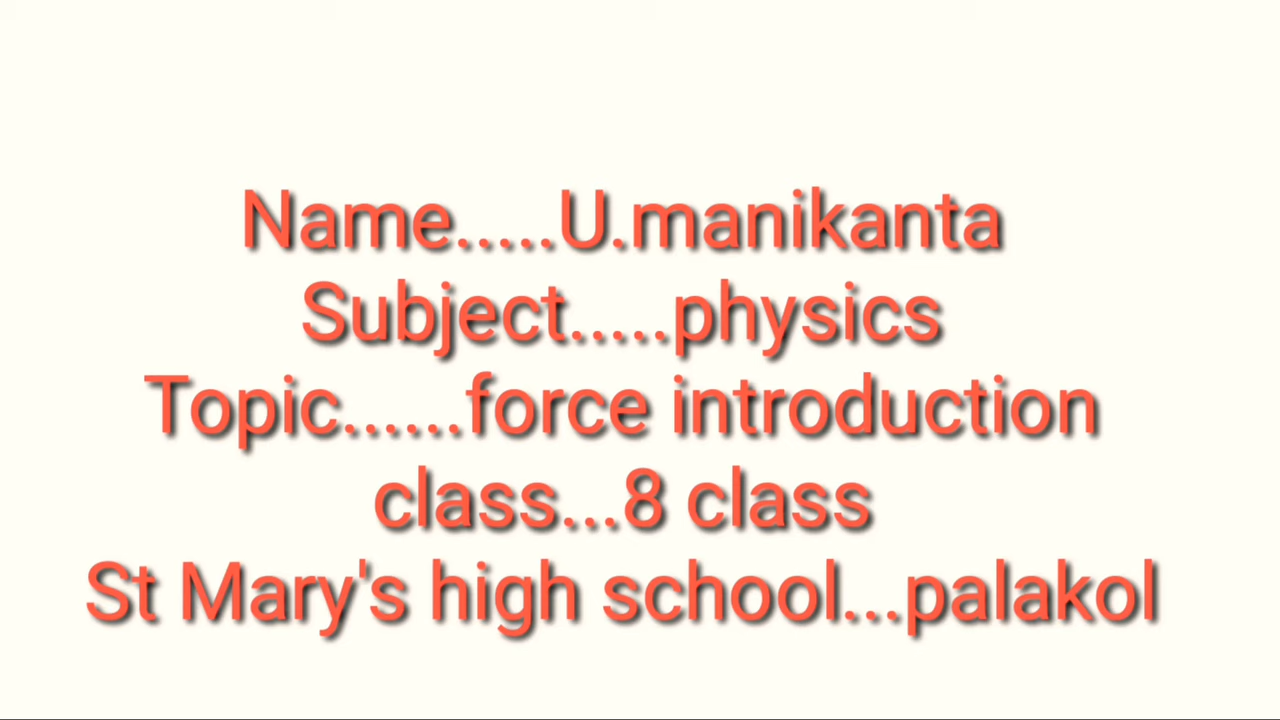 Name.....U.manikanta
Subject.....physics
Topic......force introduction
class...8 class
St Mary's high school...palakol